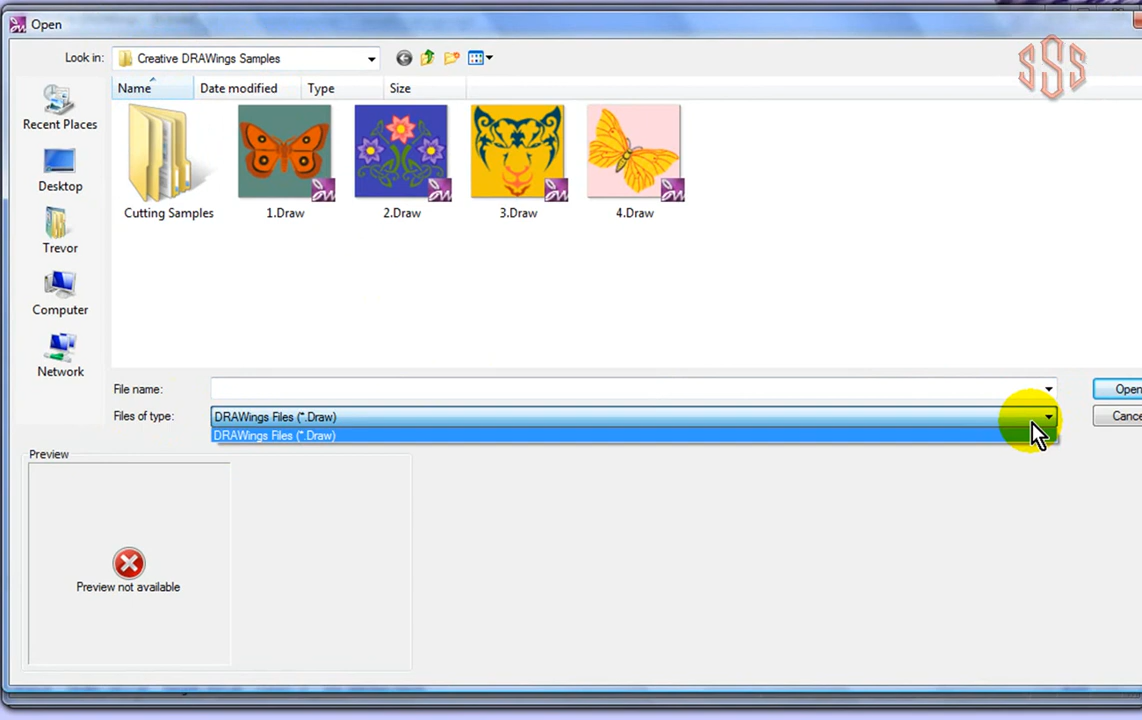 Open
Look in: Creative DRAWings Samples
Name Date modified Type Size
Recent Places
Desktop
Trevor
Computer
Network
Cutting Samples 1.Draw 2.Draw 3.Draw 4.Draw
File name: Open
Files of type: DRAWings Files (*.Draw) Cance
DRAWings Files (*.Draw)
Preview
Preview not available
SSS